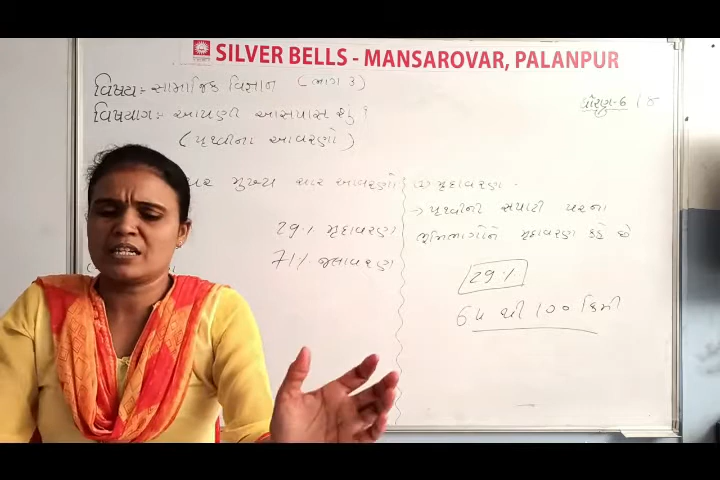 SILVER BELLS - MANSAROVAR, PALANPUR
વિષય:- સામાજિક વિજ્ઞાન (ભાગ 3)
ધોરણ-6
વિષયાંગ:- આપણી આસપાસ શું?
(પૃથ્વીના આવરણો)
પર મુખ્ય ચાર આવરણો
29% મૃદાવરણ
71% જલાવરણ
(1) મૃદાવરણ.
→ પૃથ્વીની સપાટી પરના
ભૂમિભાગોને મૃદાવરણ કહે છે
29%
64 થી 100 કિમી